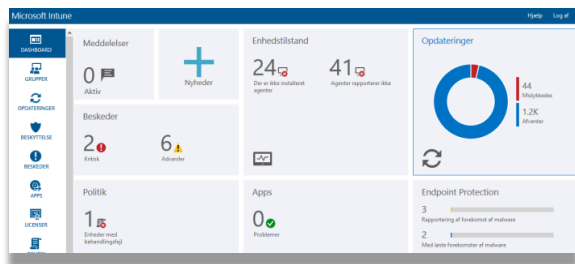 Microsoft Intune
Hjælp
Log af
DASHBOARD
GRUPPER
OPDATERINGER
BESKYTTELSE
BESKEDER
APPS
LICENSER
Meddelelser
0
Aktiv
Nyheder
Enhedstilstand
24
Der er ikke installeret
agenter
41
Agenter rapporterer ikke
Opdateringer
44
Mislykkedes
1.2K
Afventer
Beskeder
2
Kritisk
6
Advarsler
Politik
1
Enheder med
behandlingsfejl
Apps
0
Problemer
Endpoint Protection
3
Rapportering af forekomst af malware
2
Med løste forekomster af malware